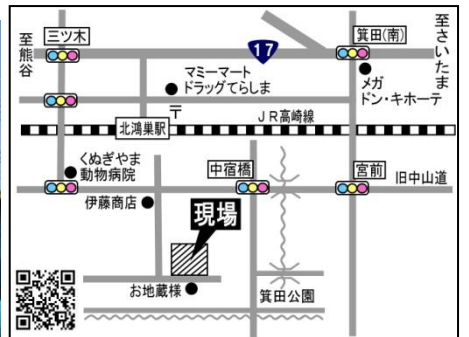 至熊谷
三ツ木
17
箕田(南)
至さいたま
マミーマート
ドラッグてらしま
メガ
ドン・キホーテ
〒
JR高崎線
北鴻巣駅
くぬぎやま
動物病院
中宿橋
宮前
旧中山道
伊藤商店
現場
お地蔵様
箕田公園